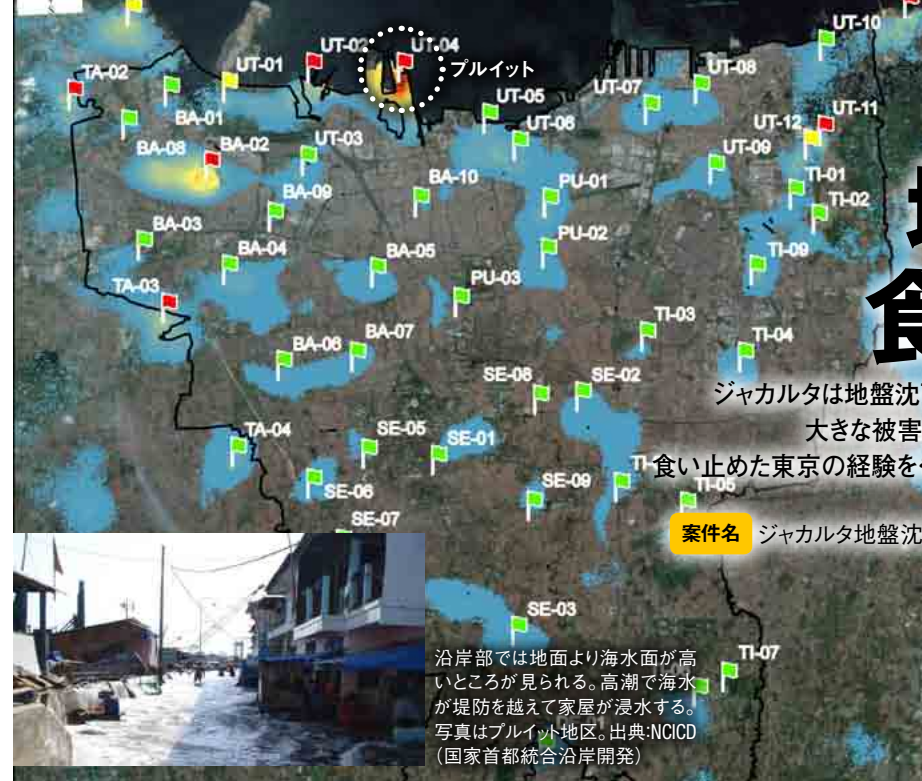 UT-10
UT-02
UT-04
TA-02
UT-01
プルイット
UT-08
UT-07
UT-05
BA-01
UT-11
UT-12
UT-06
BA-08
BA-02
UT-03
UT-09
BA-10
PU-01
TI-01
TI-02
BA-09
BA-03
PU-02
BA-04
BA-05
TI-09
TA-03
PU-03
TI-03
BA-06
BA-07
TI-04
SE-08
SE-02
ジャカルタは地盤沈
大きな被害
食い止めた東京の経験を
TA-04
SE-05
SE-01
SE-06
SE-09
TI-05
SE-07
案件名 ジャカルタ地盤沈
SE-03
TI-07
沿岸部では地面より海水面が高
いところが見られる。高潮で海水
が堤防を越えて家屋が浸水する。
写真はプルイット地区。出典:NCICD
(国家首都統合沿岸開発)